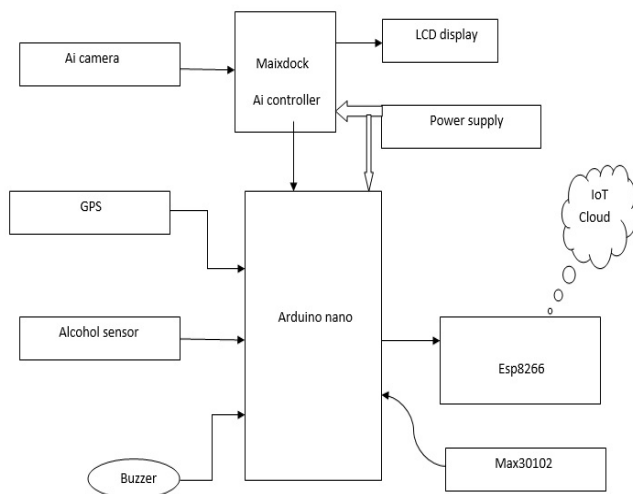 LCD display
Ai camera
Maixdock
Ai controller
Power supply
IoT
Cloud
GPS
Arduino nano
Alcohol sensor
Esp8266
Buzzer
Max30102